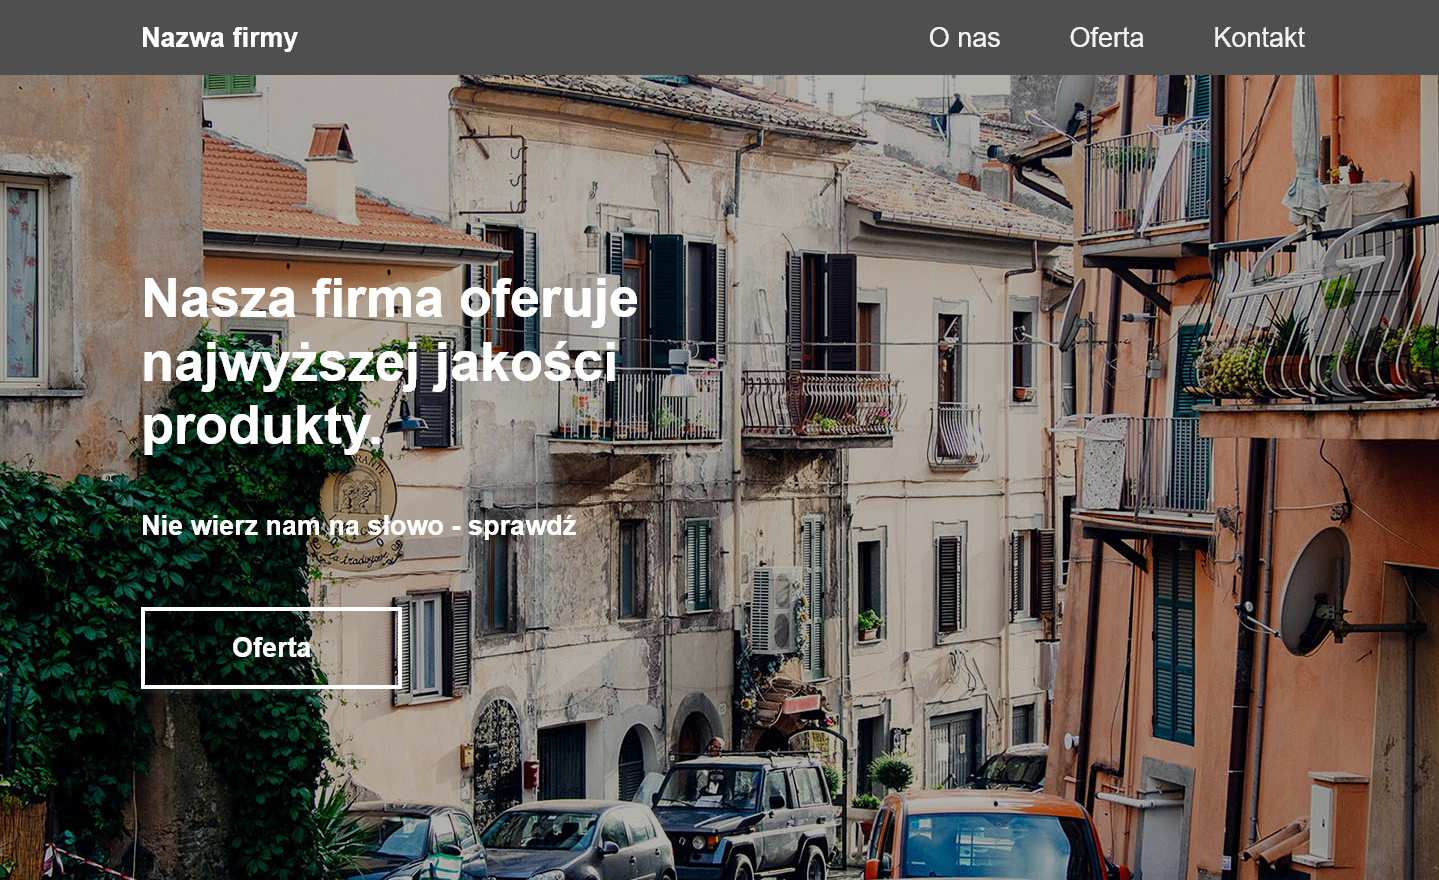 Nazwa firmy
O nas
Oferta
Kontakt
Nasza firma oferuje
najwyższej jakości
produkty.
Nie wierz nam na słowo - sprawdź
Oferta